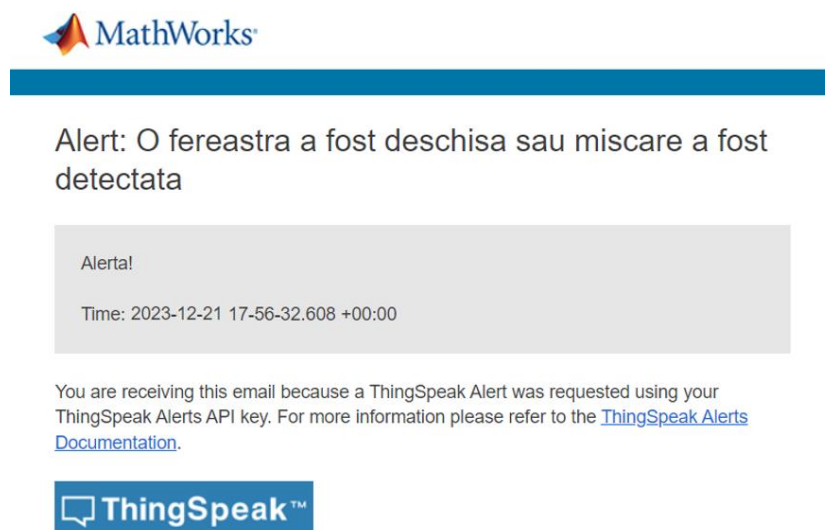 MathWorks®
Alert: O fereastra a fost deschisa sau miscare a fost
detectata
Alerta!
Time: 2023-12-21 17-56-32.608 +00:00
You are receiving this email because a ThingSpeak Alert was requested using your
ThingSpeak Alerts API key. For more information please refer to the ThingSpeak Alerts
Documentation.
ThingSpeak™